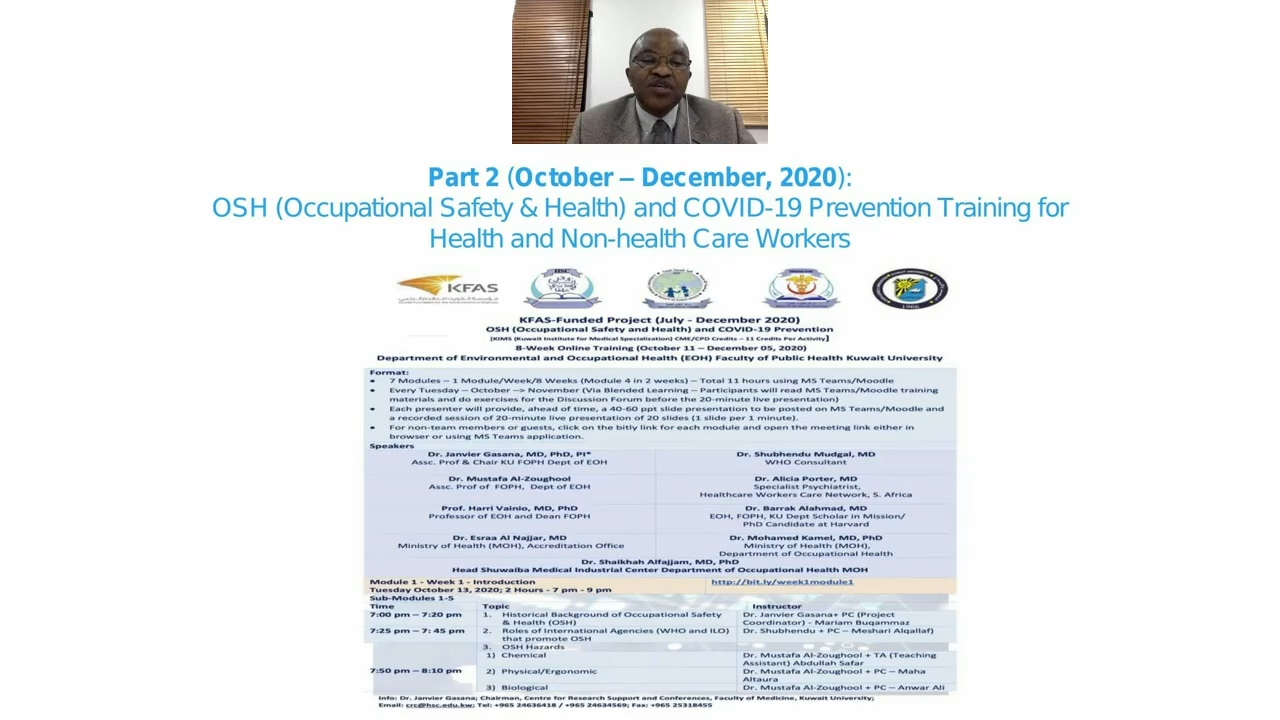 Part 2 (October – December, 2020):
OSH (Occupational Safety & Health) and COVID-19 Prevention Training for
Health and Non-health Care Workers
KFAS
HSC
1966
KFAS-Funded Project (July - December 2020)
OSH (Occupational Safety and Health) and COVID-19 Prevention
[KIMS (Kuwait Institute for Medical Specialization) CME/CPD Credits – 11 Credits Per Activity]
8-Week Online Training (October 11 – December 05, 2020)
Department of Environmental and Occupational Health (EOH) Faculty of Public Health Kuwait University
Format:
• 7 Modules – 1 Module/Week/8 Weeks (Module 4 in 2 weeks) – Total 11 hours using MS Teams/Moodle
• Every Tuesday – October –> November (Via Blended Learning – Participants will read MS Teams/Moodle training
materials and do exercises for the Discussion Forum before the 20-minute live presentation)
• Each presenter will provide, ahead of time, a 40-60 ppt slide presentation to be posted on MS Teams/Moodle and
a recorded session of 20-minute live presentation of 20 slides (1 slide per 1 minute).
• For non-team members or guests, click on the bitly link for each module and open the meeting link either in
browser or using MS Teams application.
Speakers
Dr. Janvier Gasana, MD, PhD, PI*
Assc. Prof & Chair KU FOPH Dept of EOH
Dr. Shubhendu Mudgal, MD
WHO Consultant
Dr. Mustafa Al-Zoughool
Assc. Prof of FOPH, Dept of EOH
Dr. Alicia Porter, MD
Specialist Psychiatrist,
Healthcare Workers Care Network, S. Africa
Prof. Harri Vainio, MD, PhD
Professor of EOH and Dean FOPH
Dr. Barrak Alahmad, MD
EOH, FOPH, KU Dept Scholar in Mission/
PhD Candidate at Harvard
Dr. Esraa Al Najjar, MD
Ministry of Health (MOH), Accreditation Office
Dr. Mohamed Kamel, MD, PhD
Ministry of Health (MOH),
Department of Occupational Health
Dr. Shaikhah Alfajjam, MD, PhD
Head Shuwaiba Medical Industrial Center Department of Occupational Health MOH
Module 1 - Week 1 - Introduction http://bit.ly/week1module1
Tuesday October 13, 2020; 2 Hours - 7 pm - 9 pm
Sub-Modules 1-5
Time Topic Instructor
7:00 pm – 7:20 pm 1. Historical Background of Occupational Safety Dr. Janvier Gasana+ PC (Project
& Health (OSH) Coordinator) - Mariam Buqammaz
7:25 pm – 7: 45 pm 2. Roles of International Agencies (WHO and ILO) Dr. Shubhendu + PC – Meshari Alqallaf)
that promote OSH
3. OSH Hazards
1) Chemical Dr. Mustafa Al-Zoughool + TA (Teaching
Assistant) Abdullah Safar
7:50 pm – 8:10 pm 2) Physical/Ergonomic Dr. Mustafa Al-Zoughool + PC – Maha
Altaura
3) Biological Dr. Mustafa Al-Zoughool + PC – Anwar Ali
Info: Dr. Janvier Gasana; Chairman, Centre for Research Support and Conferences, Faculty of Medicine, Kuwait University;
Email: crc@hsc.edu.kw; Tel: +965 24636418 / +965 24634569; Fax: +965 25318455